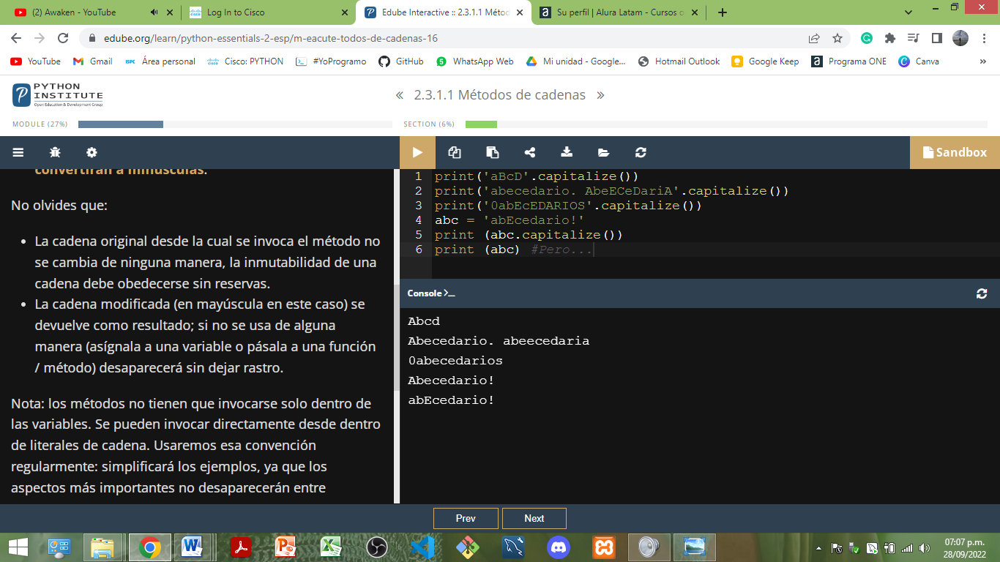 (2) Awaken - YouTube
Log In to Cisco
Edube Interactive :: 2.3.1.1 Métod
Su perfil | Alura Latam - Cursos o
edube.org/learn/python-essentials-2-esp/m-eacute-todos-de-cadenas-16
YouTube Gmail ISPC Área personal Cisco: PYTHON #YoProgramo GitHub WhatsApp Web Mi unidad - Google... Hotmail Outlook Google Keep Programa ONE Canva »
PYTHON
INSTITUTE
Open Education & Development Group
« 2.3.1.1 Métodos de cadenas »
MODULE (27%)
SECTION (6%)
Sandbox
convertirán a minúsculas.
No olvides que:
• La cadena original desde la cual se invoca el método no
se cambia de ninguna manera, la inmutabilidad de una
cadena debe obedecerse sin reservas.
• La cadena modificada (en mayúscula en este caso) se
devuelve como resultado; si no se usa de alguna
manera (asígnala a una variable o pásala a una función
/ método) desaparecerá sin dejar rastro.
Nota: los métodos no tienen que invocarse solo dentro de
las variables. Se pueden invocar directamente desde dentro
de literales de cadena. Usaremos esa convención
regularmente: simplificará los ejemplos, ya que los
aspectos más importantes no desaparecerán entre
1 print('aBcD'.capitalize())
2 print('abecedario. AbeECeDariA'.capitalize())
3 print('0abEcEDARIOS'.capitalize())
4 abc = 'abEcedario!'
5 print (abc.capitalize())
6 print (abc) #Pero...
Console >_
Abcd
Abecedario. abeecedaria
0abecedarios
Abecedario!
abEcedario!
Prev
Next
07:07 p.m.
28/09/2022